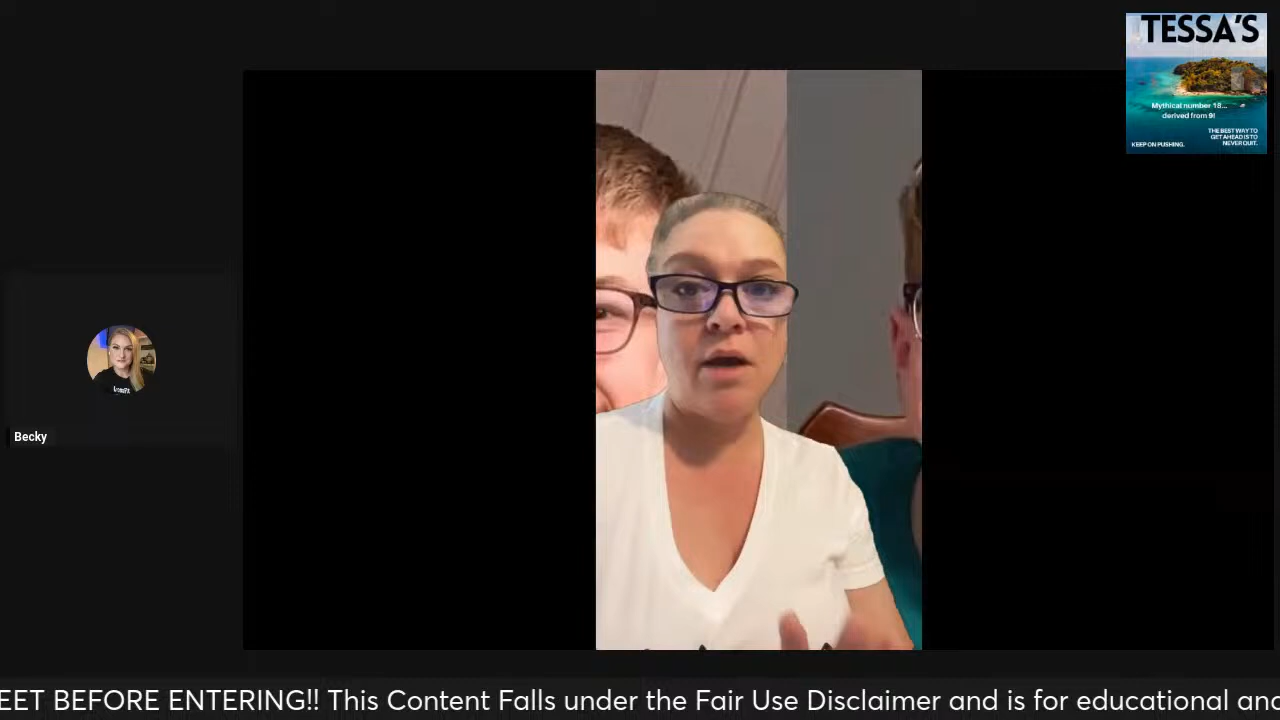 TESSA'S
Mythical number 18...
derived from 9!
THE BEST WAY TO
GET AHEAD IS TO
NEVER QUIT.
KEEP ON PUSHING.
Becky
EET BEFORE ENTERING!! This Content Falls under the Fair Use Disclaimer and is for educational and